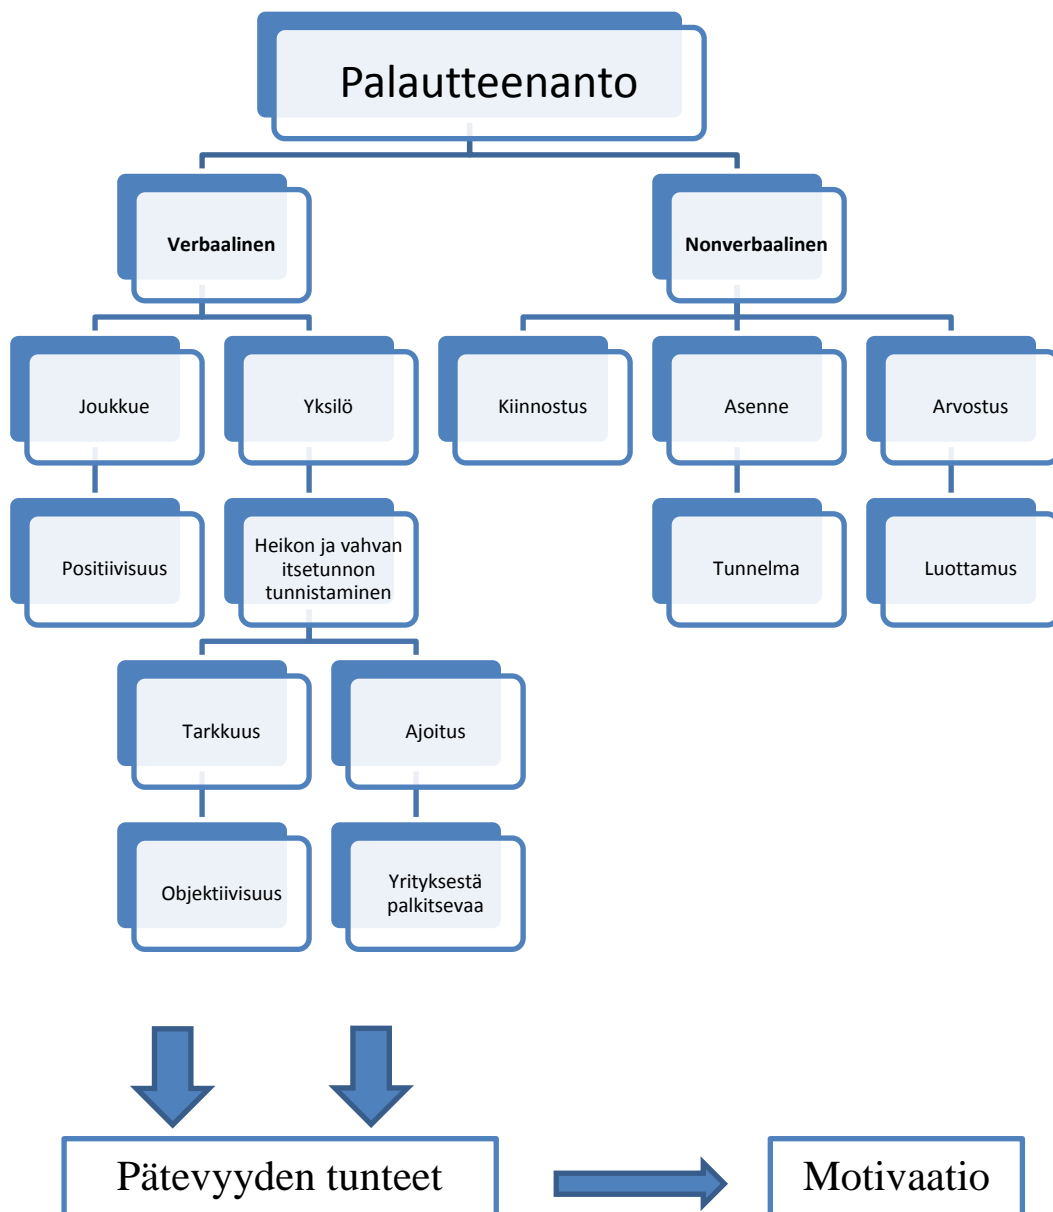 Palautteenanto
Verbaalinen
Nonverbaalinen
Joukkue
Yksilö
Kiinnostus
Asenne
Arvostus
Positiivisuus
Heikon ja vahvan
itsetunnon
tunnistaminen
Tunnelma
Luottamus
Tarkkuus
Ajoitus
Objektiivisuus
Yrityksestä
palkitsevaa
Pätevyyden tunteet
Motivaatio